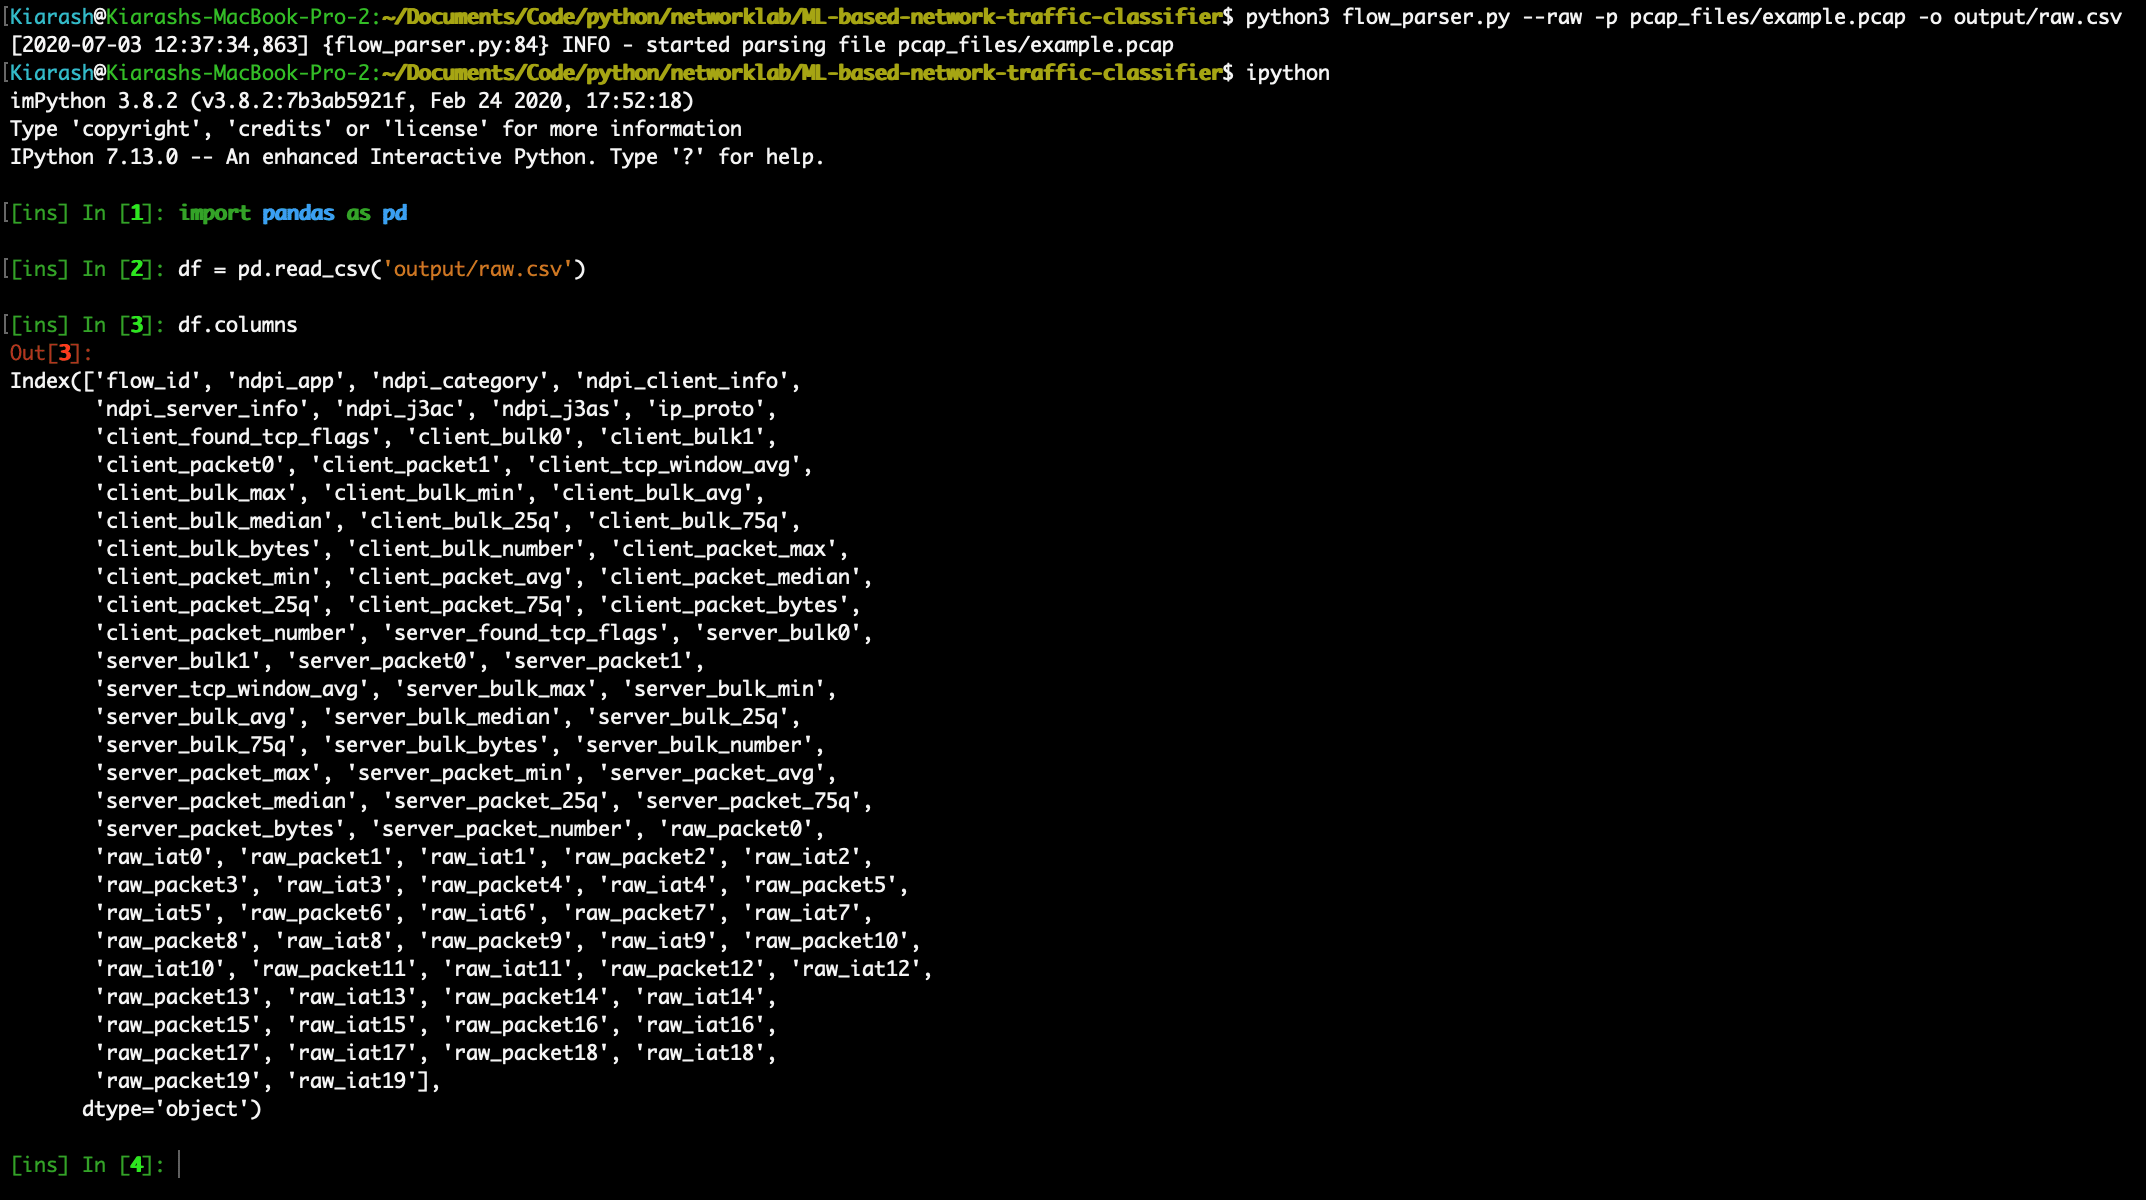 [Kiarash@Kiarashs-MacBook-Pro-2:~/Documents/Code/python/networklab/ML-based-network-traffic-classifier$ python3 flow_parser.py --raw -p pcap_files/example.pcap -o output/raw.csv
[2020-07-03 12:37:34,863] {flow_parser.py:84} INFO - started parsing file pcap_files/example.pcap
[Kiarash@Kiarashs-MacBook-Pro-2:~/Documents/Code/python/networklab/ML-based-network-traffic-classifier$ ipython
imPython 3.8.2 (v3.8.2:7b3ab5921f, Feb 24 2020, 17:52:18)
Type 'copyright', 'credits' or 'license' for more information
IPython 7.13.0 -- An enhanced Interactive Python. Type '?' for help.
[[ins] In [1]: import pandas as pd
[[ins] In [2]: df = pd.read_csv('output/raw.csv')
[[ins] In [3]: df.columns
Out[3]:
Index(['flow_id', 'ndpi_app', 'ndpi_category', 'ndpi_client_info',
'ndpi_server_info', 'ndpi_j3ac', 'ndpi_j3as', 'ip_proto',
'client_found_tcp_flags', 'client_bulk0', 'client_bulk1',
'client_packet0', 'client_packet1', 'client_tcp_window_avg',
'client_bulk_max', 'client_bulk_min', 'client_bulk_avg',
'client_bulk_median', 'client_bulk_25q', 'client_bulk_75q',
'client_bulk_bytes', 'client_bulk_number', 'client_packet_max',
'client_packet_min', 'client_packet_avg', 'client_packet_median',
'client_packet_25q', 'client_packet_75q', 'client_packet_bytes',
'client_packet_number', 'server_found_tcp_flags', 'server_bulk0',
'server_bulk1', 'server_packet0', 'server_packet1',
'server_tcp_window_avg', 'server_bulk_max', 'server_bulk_min',
'server_bulk_avg', 'server_bulk_median', 'server_bulk_25q',
'server_bulk_75q', 'server_bulk_bytes', 'server_bulk_number',
'server_packet_max', 'server_packet_min', 'server_packet_avg',
'server_packet_median', 'server_packet_25q', 'server_packet_75q',
'server_packet_bytes', 'server_packet_number', 'raw_packet0',
'raw_iat0', 'raw_packet1', 'raw_iat1', 'raw_packet2', 'raw_iat2',
'raw_packet3', 'raw_iat3', 'raw_packet4', 'raw_iat4', 'raw_packet5',
'raw_iat5', 'raw_packet6', 'raw_iat6', 'raw_packet7', 'raw_iat7',
'raw_packet8', 'raw_iat8', 'raw_packet9', 'raw_iat9', 'raw_packet10',
'raw_iat10', 'raw_packet11', 'raw_iat11', 'raw_packet12', 'raw_iat12',
'raw_packet13', 'raw_iat13', 'raw_packet14', 'raw_iat14',
'raw_packet15', 'raw_iat15', 'raw_packet16', 'raw_iat16',
'raw_packet17', 'raw_iat17', 'raw_packet18', 'raw_iat18',
'raw_packet19', 'raw_iat19'],
dtype='object')
[ins] In [4]: